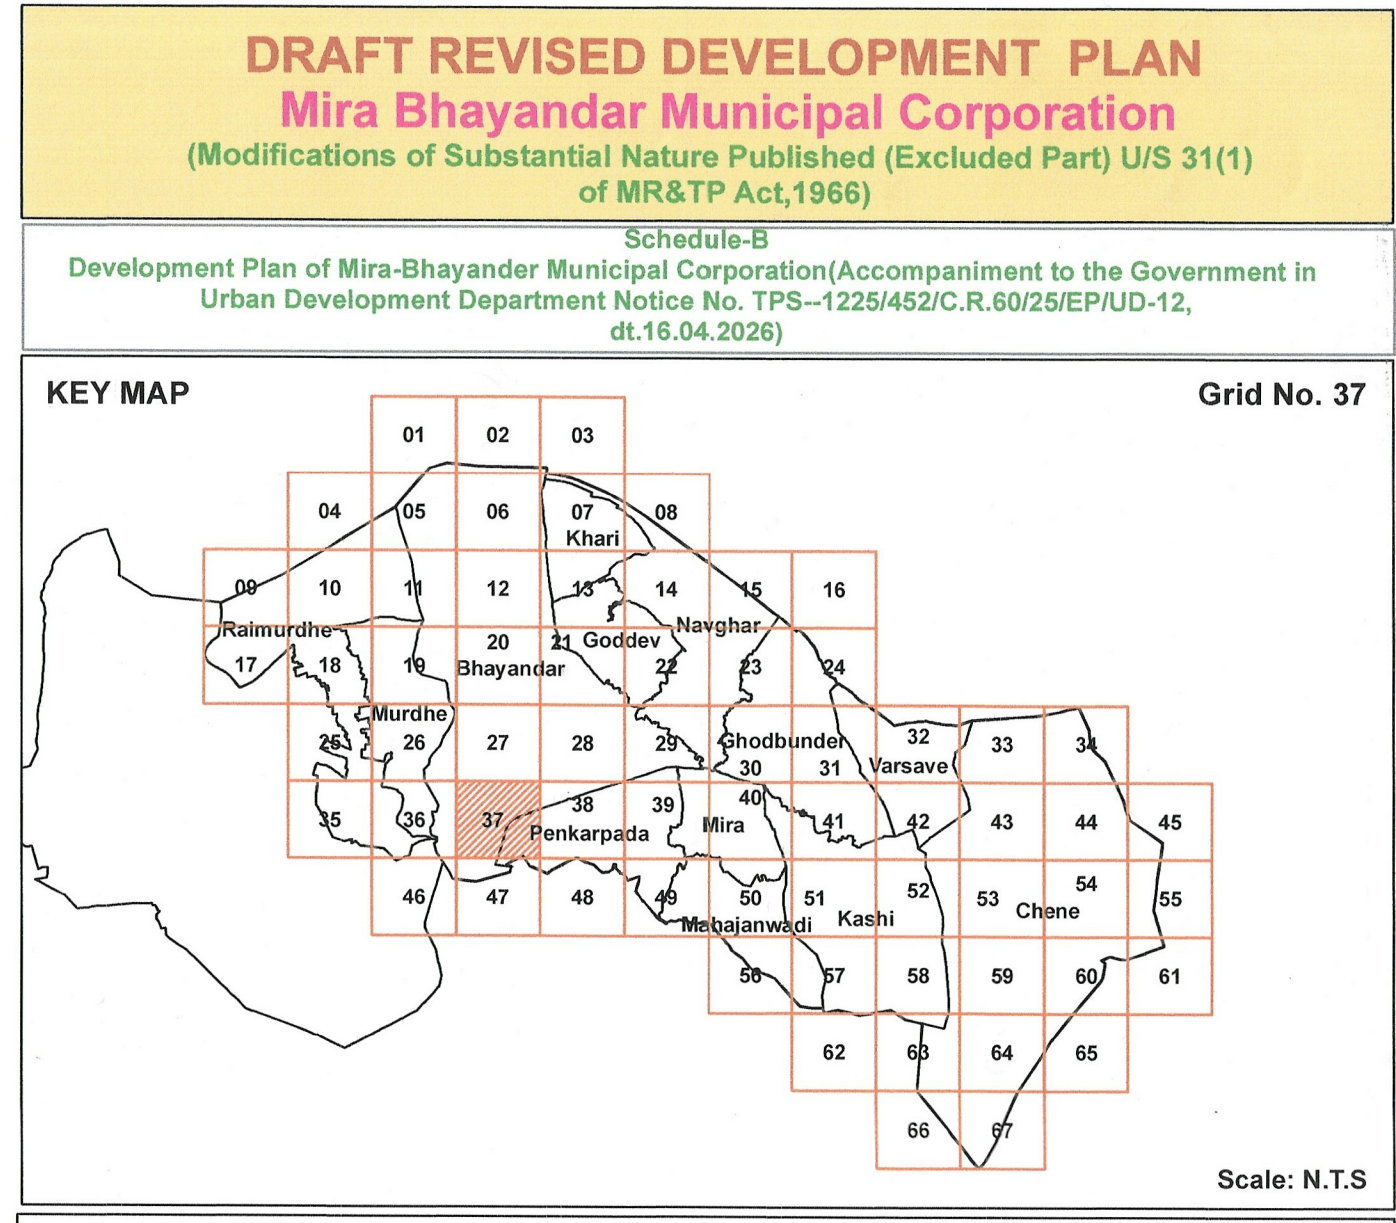 DRAFT REVISED DEVELOPMENT PLAN
Mira Bhayandar Municipal Corporation
(Modifications of Substantial Nature Published (Excluded Part) U/S 31(1)
of MR&TP Act,1966)
Schedule-B
Development Plan of Mira-Bhayander Municipal Corporation(Accompaniment to the Government in
Urban Development Department Notice No. TPS--1225/452/C.R.60/25/EP/UD-12,
dt.16.04.2026)
KEY MAP
Grid No. 37
01 02 03
04 05 06 07 08
Khari
09 10 11 12 13 14 15 16
Raimurdhe Goddev Navghar
17 18 19 20 21 22 23 24
Bhayandar
Murdhe
25 26 27 28 29 30 31 32 33 34
Ghodbunder Varsave
35 36 37 38 39 40 41 42 43 44 45
Penkarpada Mira
46 47 48 49 50 51 52 53 54 55
Mahajanwadi Kashi Chene
56 57 58 59 60 61
62 63 64 65
66 67
Scale: N.T.S